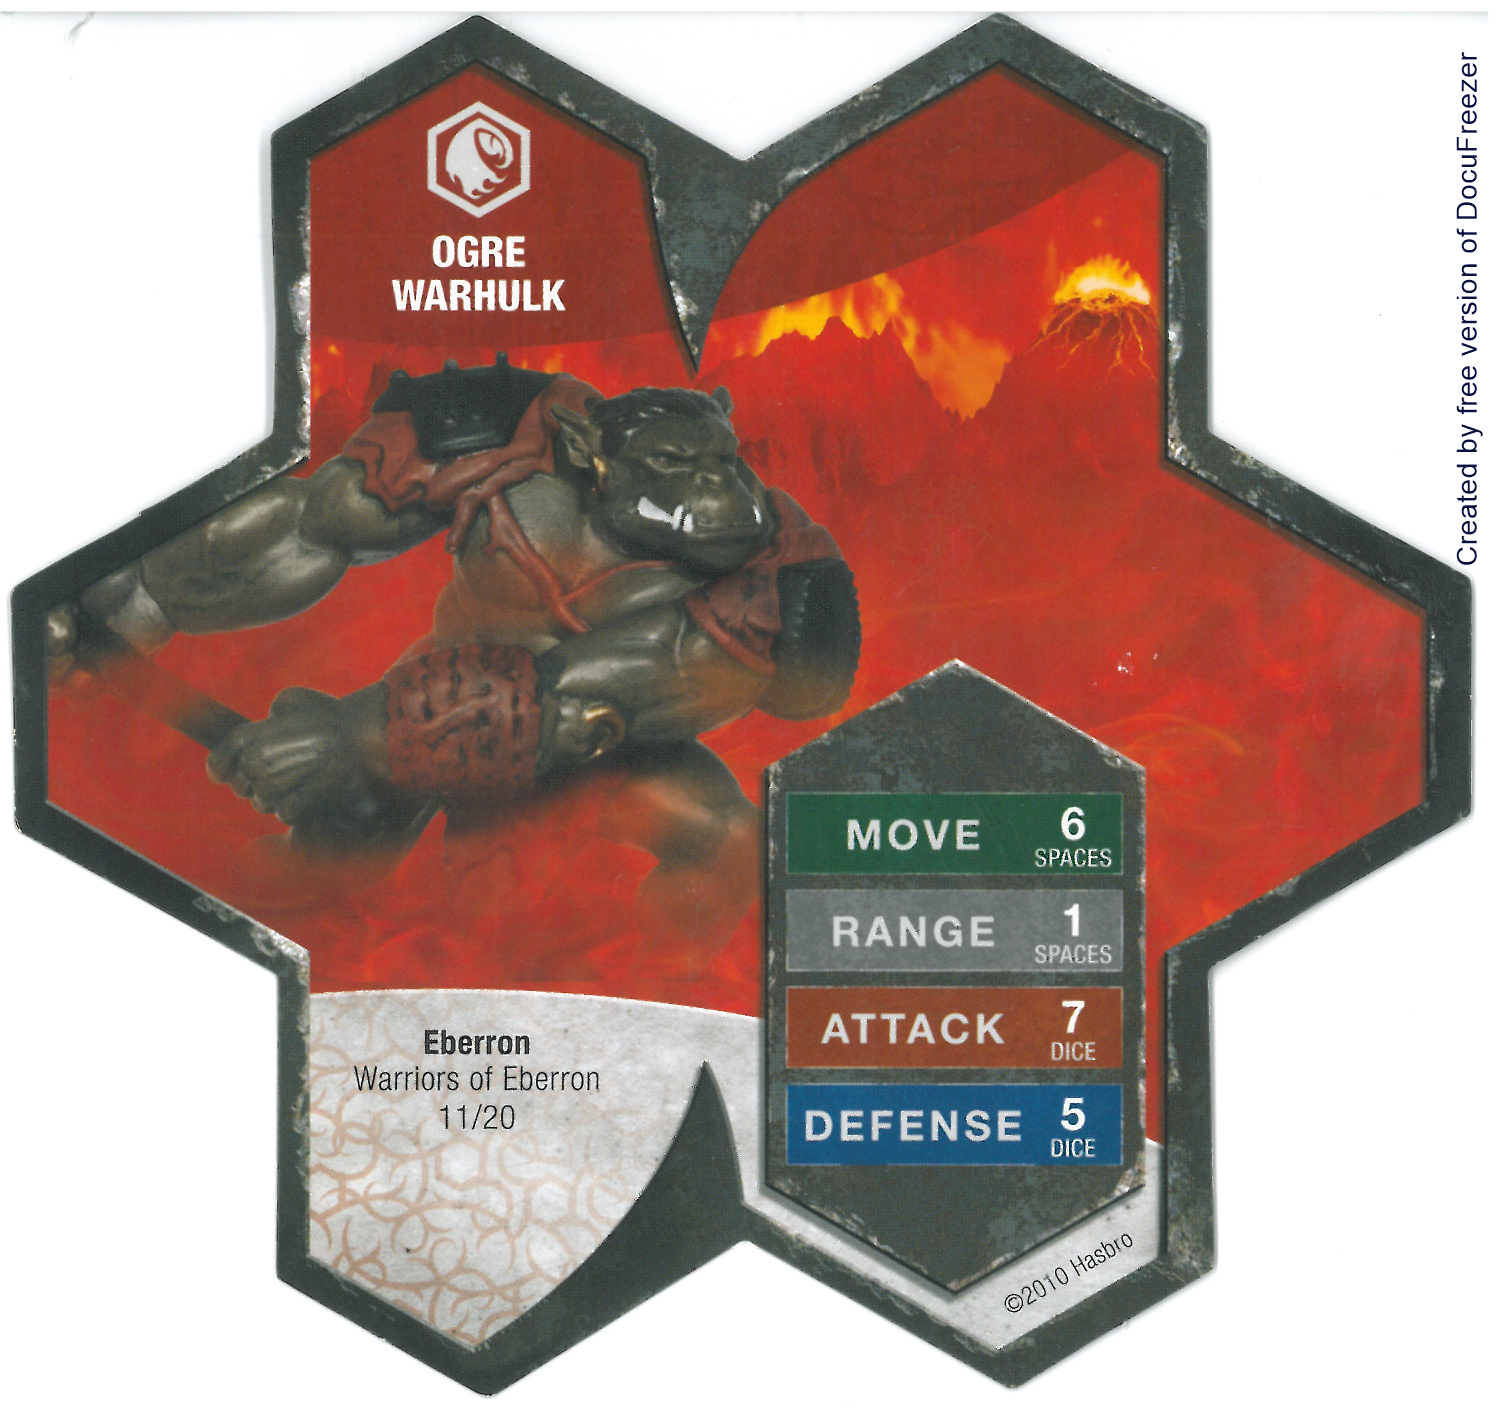 OGRE
WARHULK
MOVE 6
SPACES
RANGE 1
SPACES
ATTACK 7
DICE
DEFENSE 5
DICE
Eberron
Warriors of Eberron
11/20
©2010 Hasbro
Created by free version of DocuFreezer